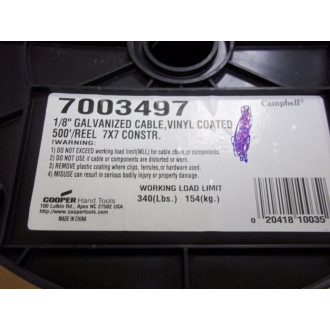 7003497
Campbell®
1/8" GALVANIZED CABLE, VINYL COATED
500'/REEL 7X7 CONSTR.
!WARNING:
1) DO NOT EXCEED working load limit(WLL) for cable, chain, or components.
2) DO NOT USE if cable or components are distorted or worn.
3) REMOVE plastic coating where clips, ferrules, or hardware used.
4) MISUSE can result in serious bodily injury or property damage.
WORKING LOAD LIMIT
340(Lbs.) 154(kg.)
COOPER Hand Tools
100 Lufkin Rd., Apex NC 27502 USA
www.coopertools.com
MADE IN CHINA
0 20418 10035